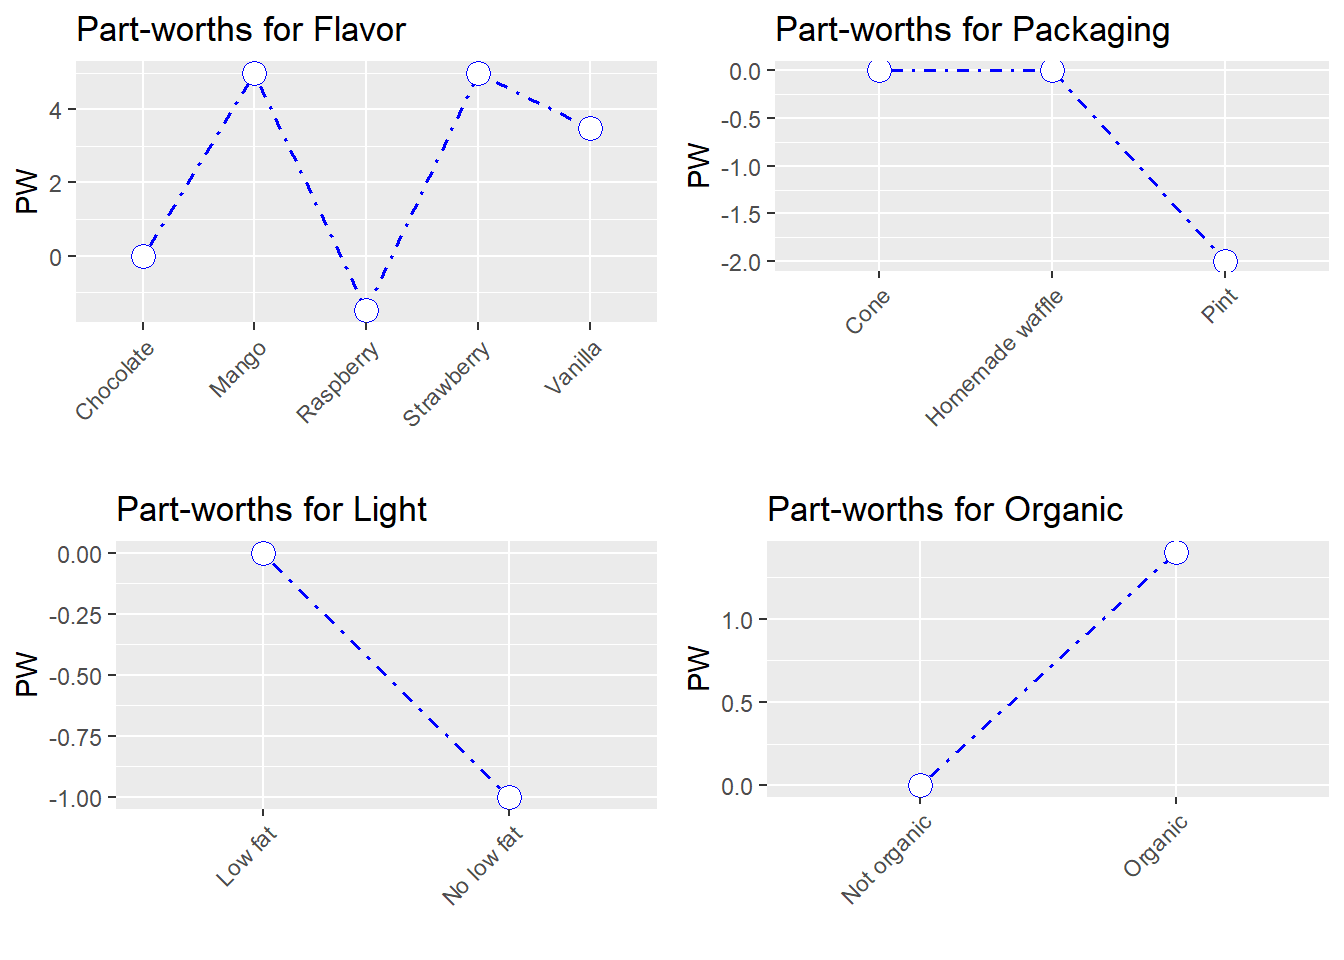 Part-worths for Flavor
PW
4
2
0
Chocolate
Mango
Raspberry
Strawberry
Vanilla
Part-worths for Packaging
PW
0.0
-0.5
-1.0
-1.5
-2.0
Cone
Homemade waffle
Pint
Part-worths for Light
PW
0.00
-0.25
-0.50
-0.75
-1.00
Low fat
No low fat
Part-worths for Organic
PW
1.0
0.5
0.0
Not organic
Organic